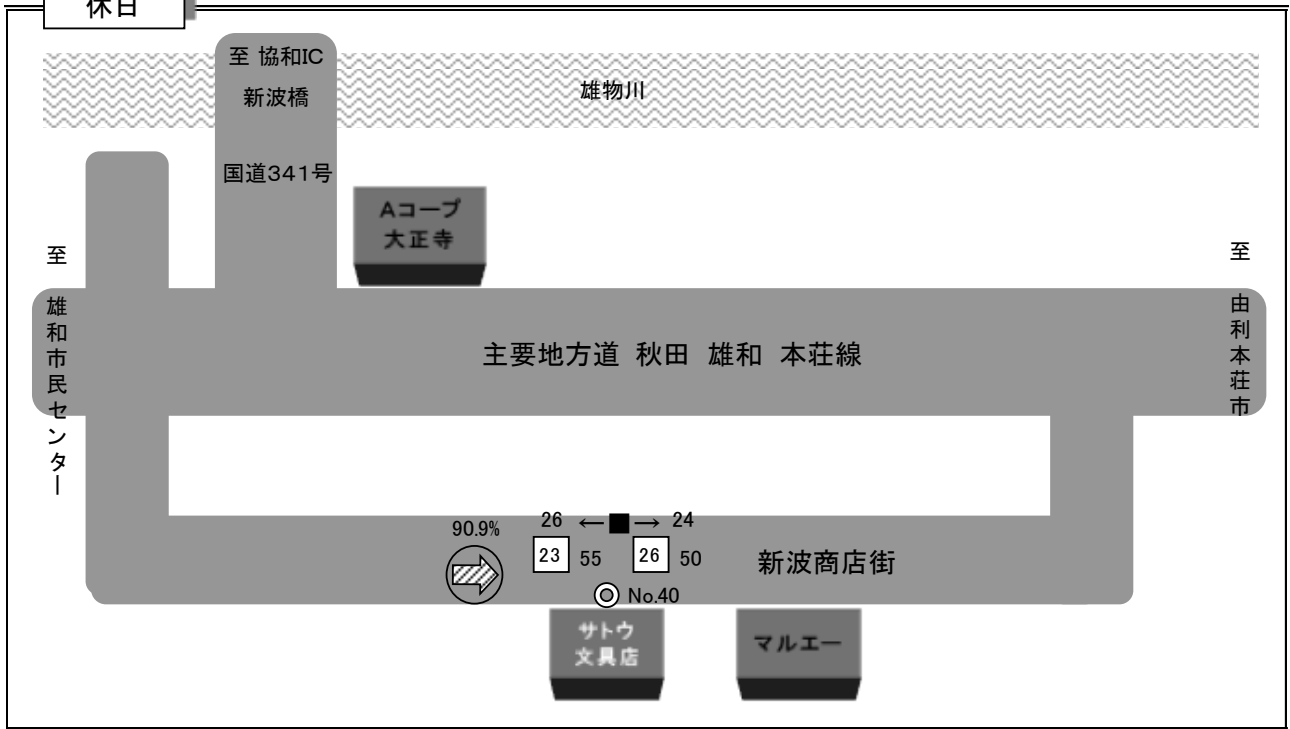 休日
至 協和IC
新波橋
雄物川
国道341号
Aコープ
大正寺
至
雄和市民センター
至
由利本荘市
主要地方道 秋田 雄和 本荘線
90.9%
26 ←■→ 24
23 55 26 50
新波商店街
◎ No.40
サトウ
文具店
マルエー